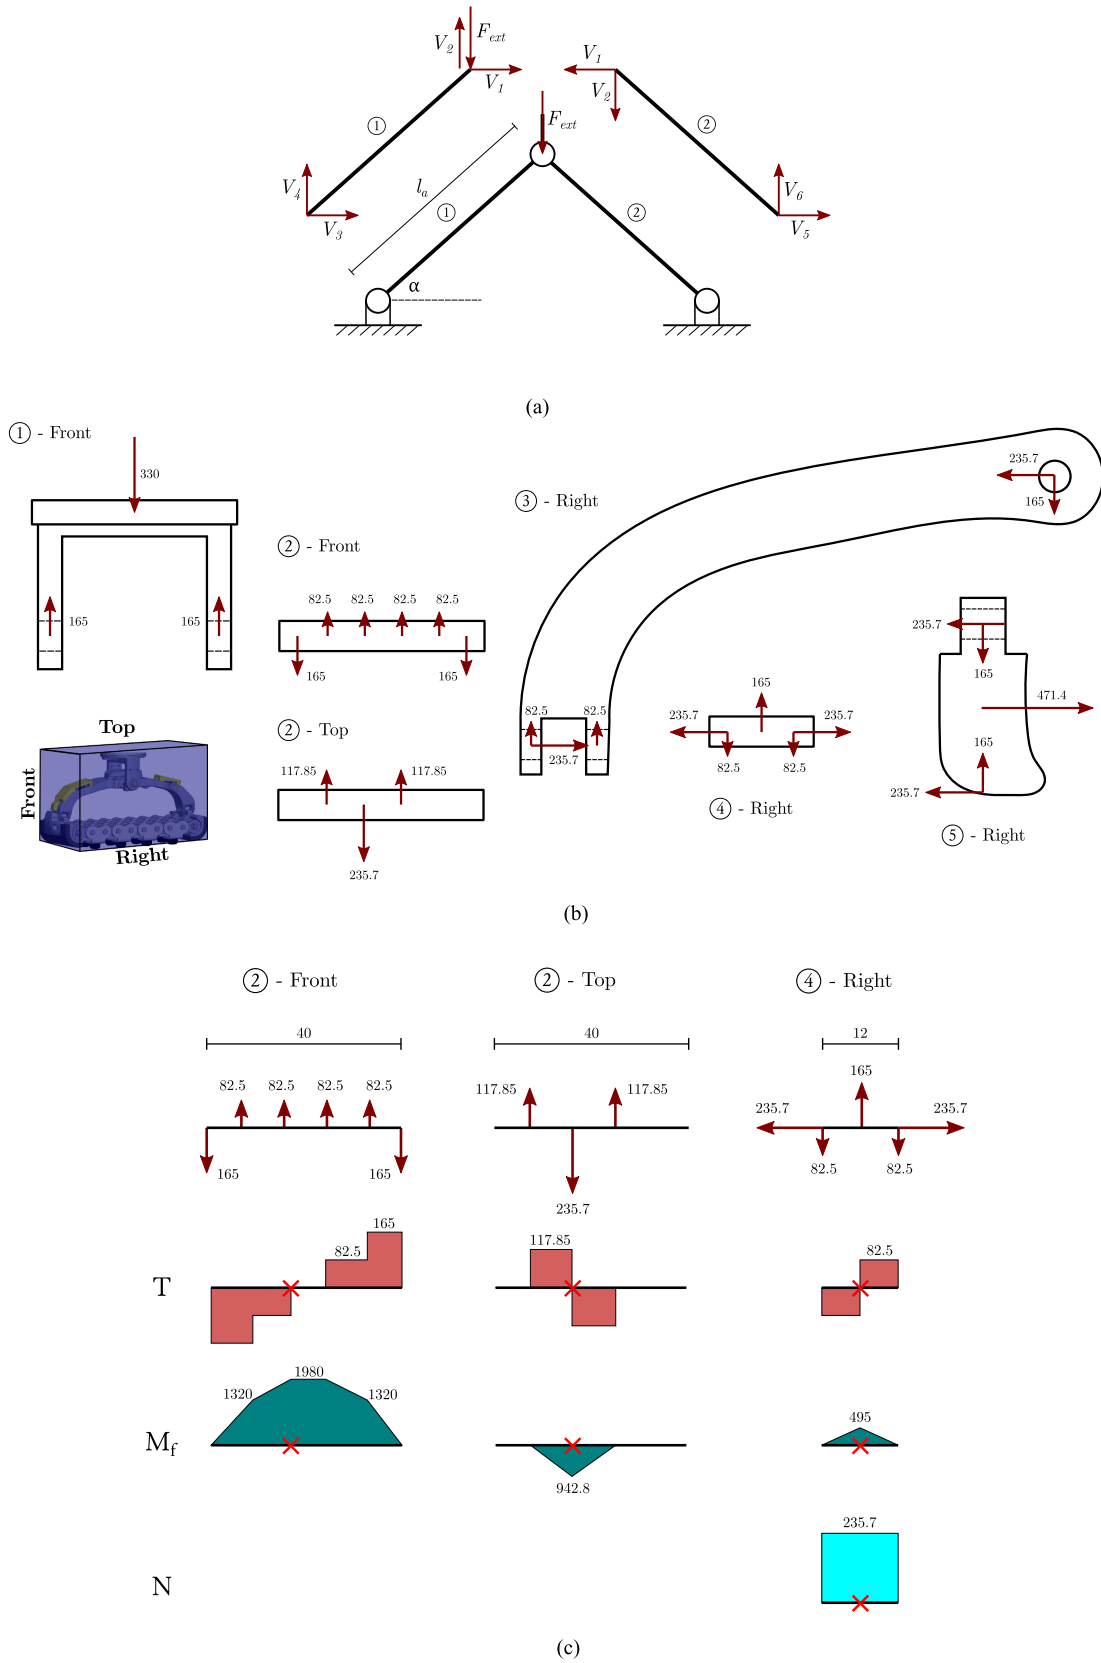 V2 Fext
V1
V1
V2
① ②
V4
V3
V6
V5
Fext
la
① ②
α
(a)
① - Front
330
165 165
② - Front
82.5 82.5 82.5 82.5
165 165
② - Top
117.85 117.85
235.7
Top
Front
Right
③ - Right
235.7
165
82.5 82.5
235.7
④ - Right
165
235.7 235.7
82.5 82.5
⑤ - Right
235.7
165
471.4
165
235.7
(b)
② - Front ② - Top ④ - Right
40 40 12
82.5 82.5 82.5 82.5
165 165
117.85 117.85
235.7
165
235.7 235.7
82.5 82.5
T
82.5 165
117.85
82.5
Mf
1320 1980 1320
942.8
495
N
235.7
(c)